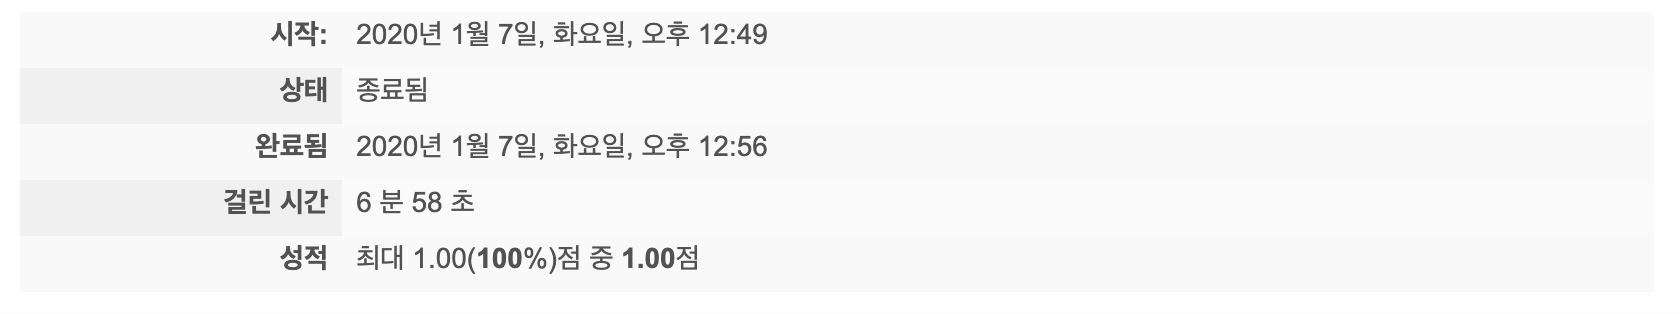 시작: 2020년 1월 7일, 화요일, 오후 12:49
상태 종료됨
완료됨 2020년 1월 7일, 화요일, 오후 12:56
걸린 시간 6 분 58 초
성적 최대 1.00(100%)점 중 1.00점